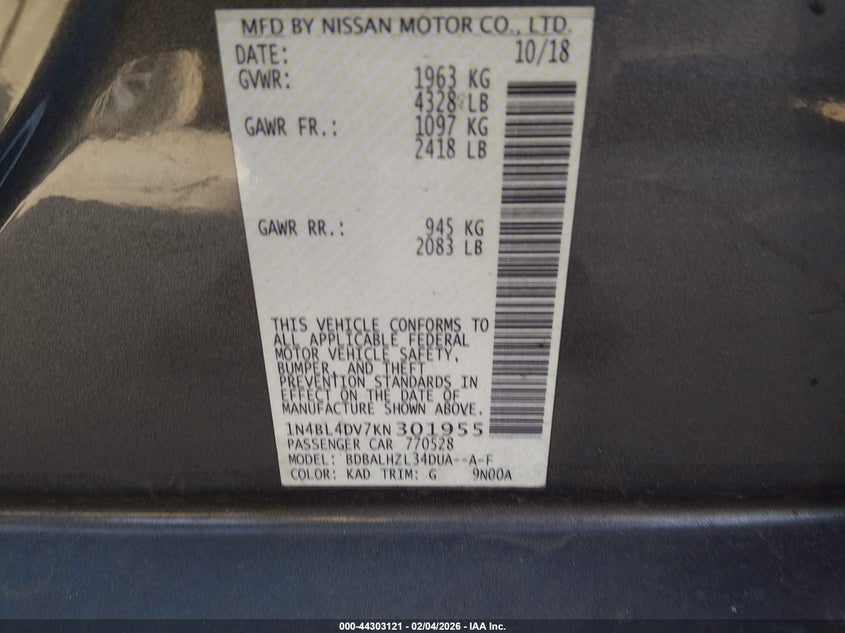 MFD BY NISSAN MOTOR CO., LTD.
DATE: 10/18
GVWR: 1963 KG
4328 LB
GAWR FR.: 1097 KG
2418 LB
GAWR RR.: 945 KG
2083 LB
THIS VEHICLE CONFORMS TO
ALL APPLICABLE FEDERAL
MOTOR VEHICLE SAFETY,
BUMPER, AND THEFT
PREVENTION STANDARDS IN
EFFECT ON THE DATE OF
MANUFACTURE SHOWN ABOVE.
1N4BL4DV7KN301955
PASSENGER CAR 770528
MODEL: BDBALHZL34DUA--A-F
COLOR: KAD TRIM: G 9N00A
000-44303121 - 02/04/2026 - IAA Inc.